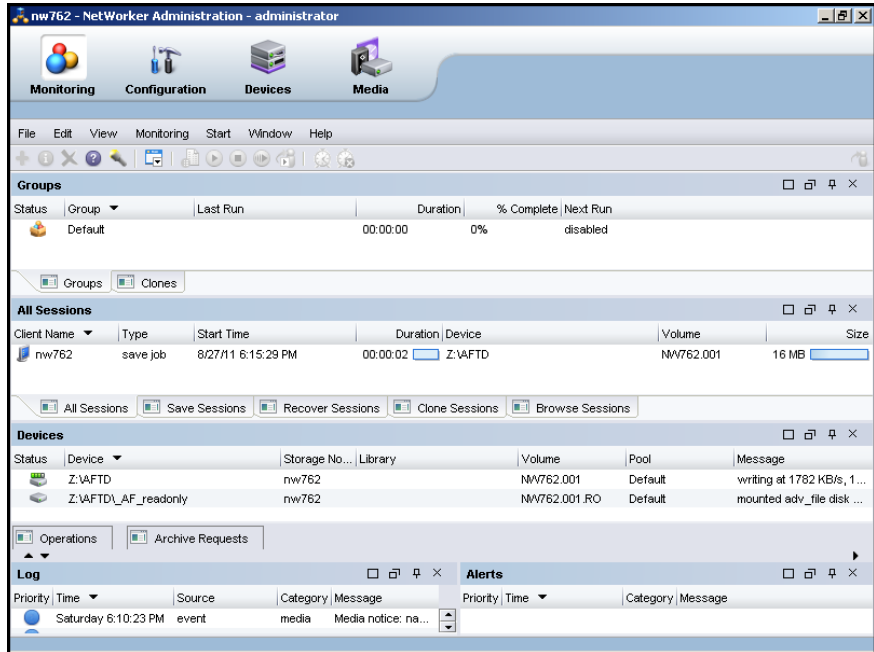 nw762 - NetWorker Administration - administrator
Monitoring Configuration Devices Media
File Edit View Monitoring Start Window Help
Groups
Status Group Last Run Duration % Complete Next Run
Default 00:00:00 0% disabled
Groups Clones
All Sessions
Client Name Type Start Time Duration Device Volume Size
nw762 save job 8/27/11 6:15:29 PM 00:00:02 Z:\AFTD NW762.001 16 MB
All Sessions Save Sessions Recover Sessions Clone Sessions Browse Sessions
Devices
Status Device Storage No... Library Volume Pool Message
Z:\AFTD nw762 NW762.001 Default writing at 1782 KB/s, 1...
Z:\AFTD\_AF_readonly nw762 NW762.001.RO Default mounted adv_file disk ...
Operations Archive Requests
Log Alerts
Priority Time Source Category Message Priority Time Category Message
Saturday 6:10:23 PM event media Media notice: na...